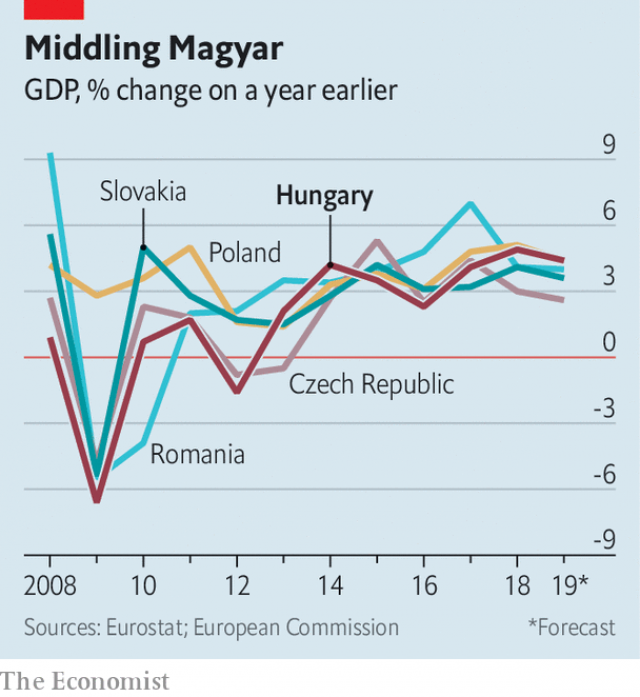 Middling Magyar
GDP, % change on a year earlier
9
Slovakia
Hungary
6
Poland
3
0
Czech Republic
-3
Romania
-6
-9
2008 10 12 14 16 18 19*
Sources: Eurostat; European Commission *Forecast
The Economist